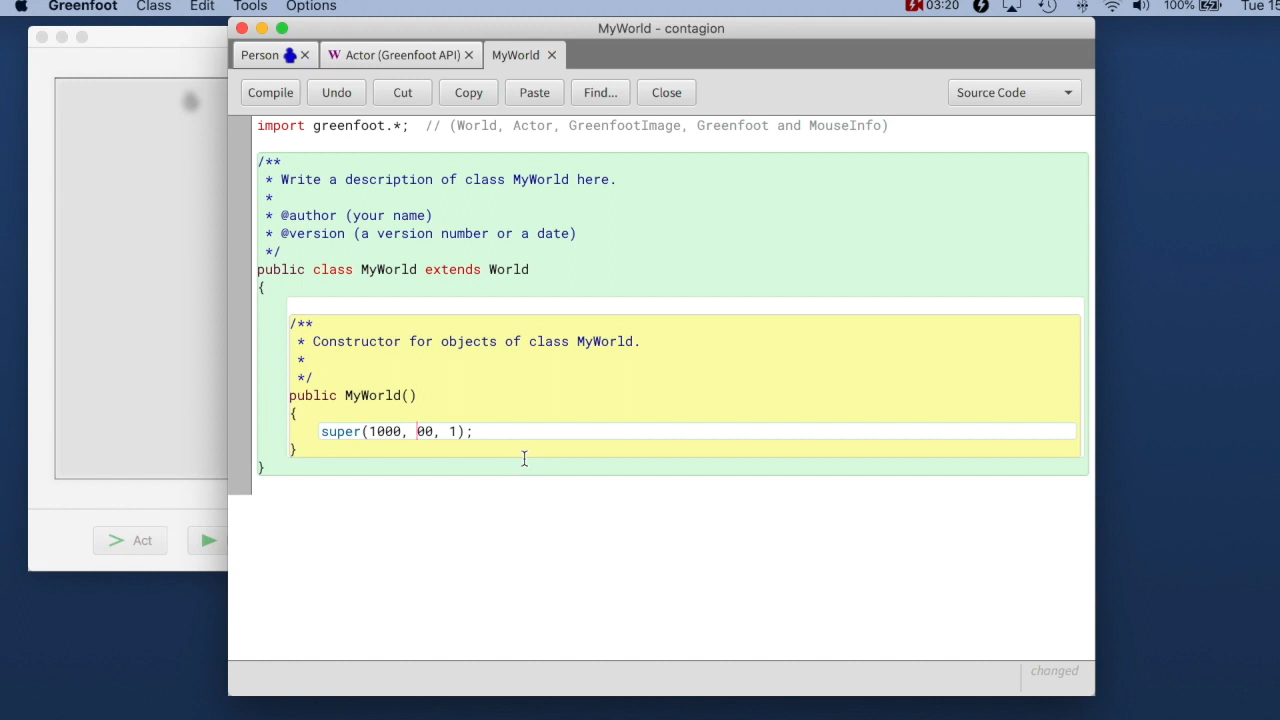 Greenfoot Class Edit Tools Options 03:20 100% Tue 15
MyWorld - contagion
Person Actor (Greenfoot API) MyWorld
Compile Undo Cut Copy Paste Find... Close Source Code
import greenfoot.*;  // (World, Actor, GreenfootImage, Greenfoot and MouseInfo)
/**
* Write a description of class MyWorld here.
*
* @author (your name)
* @version (a version number or a date)
*/
public class MyWorld extends World
{
/**
* Constructor for objects of class MyWorld.
*
*/
public MyWorld()
{
super(1000, 00, 1);
}
}
Act
changed